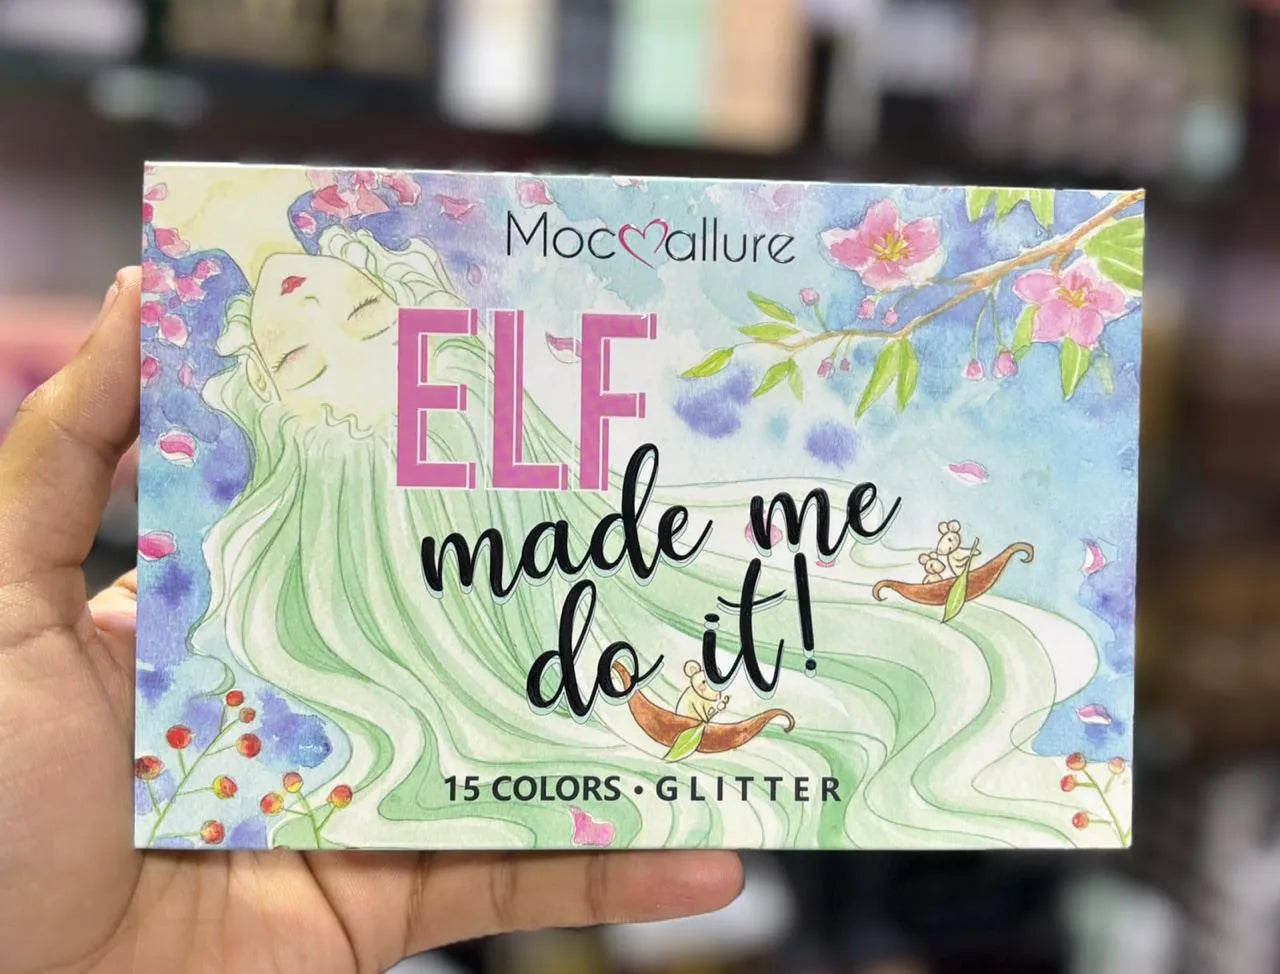 Mocallure
ELF
made me
do it!
15 COLORS • GLITTER